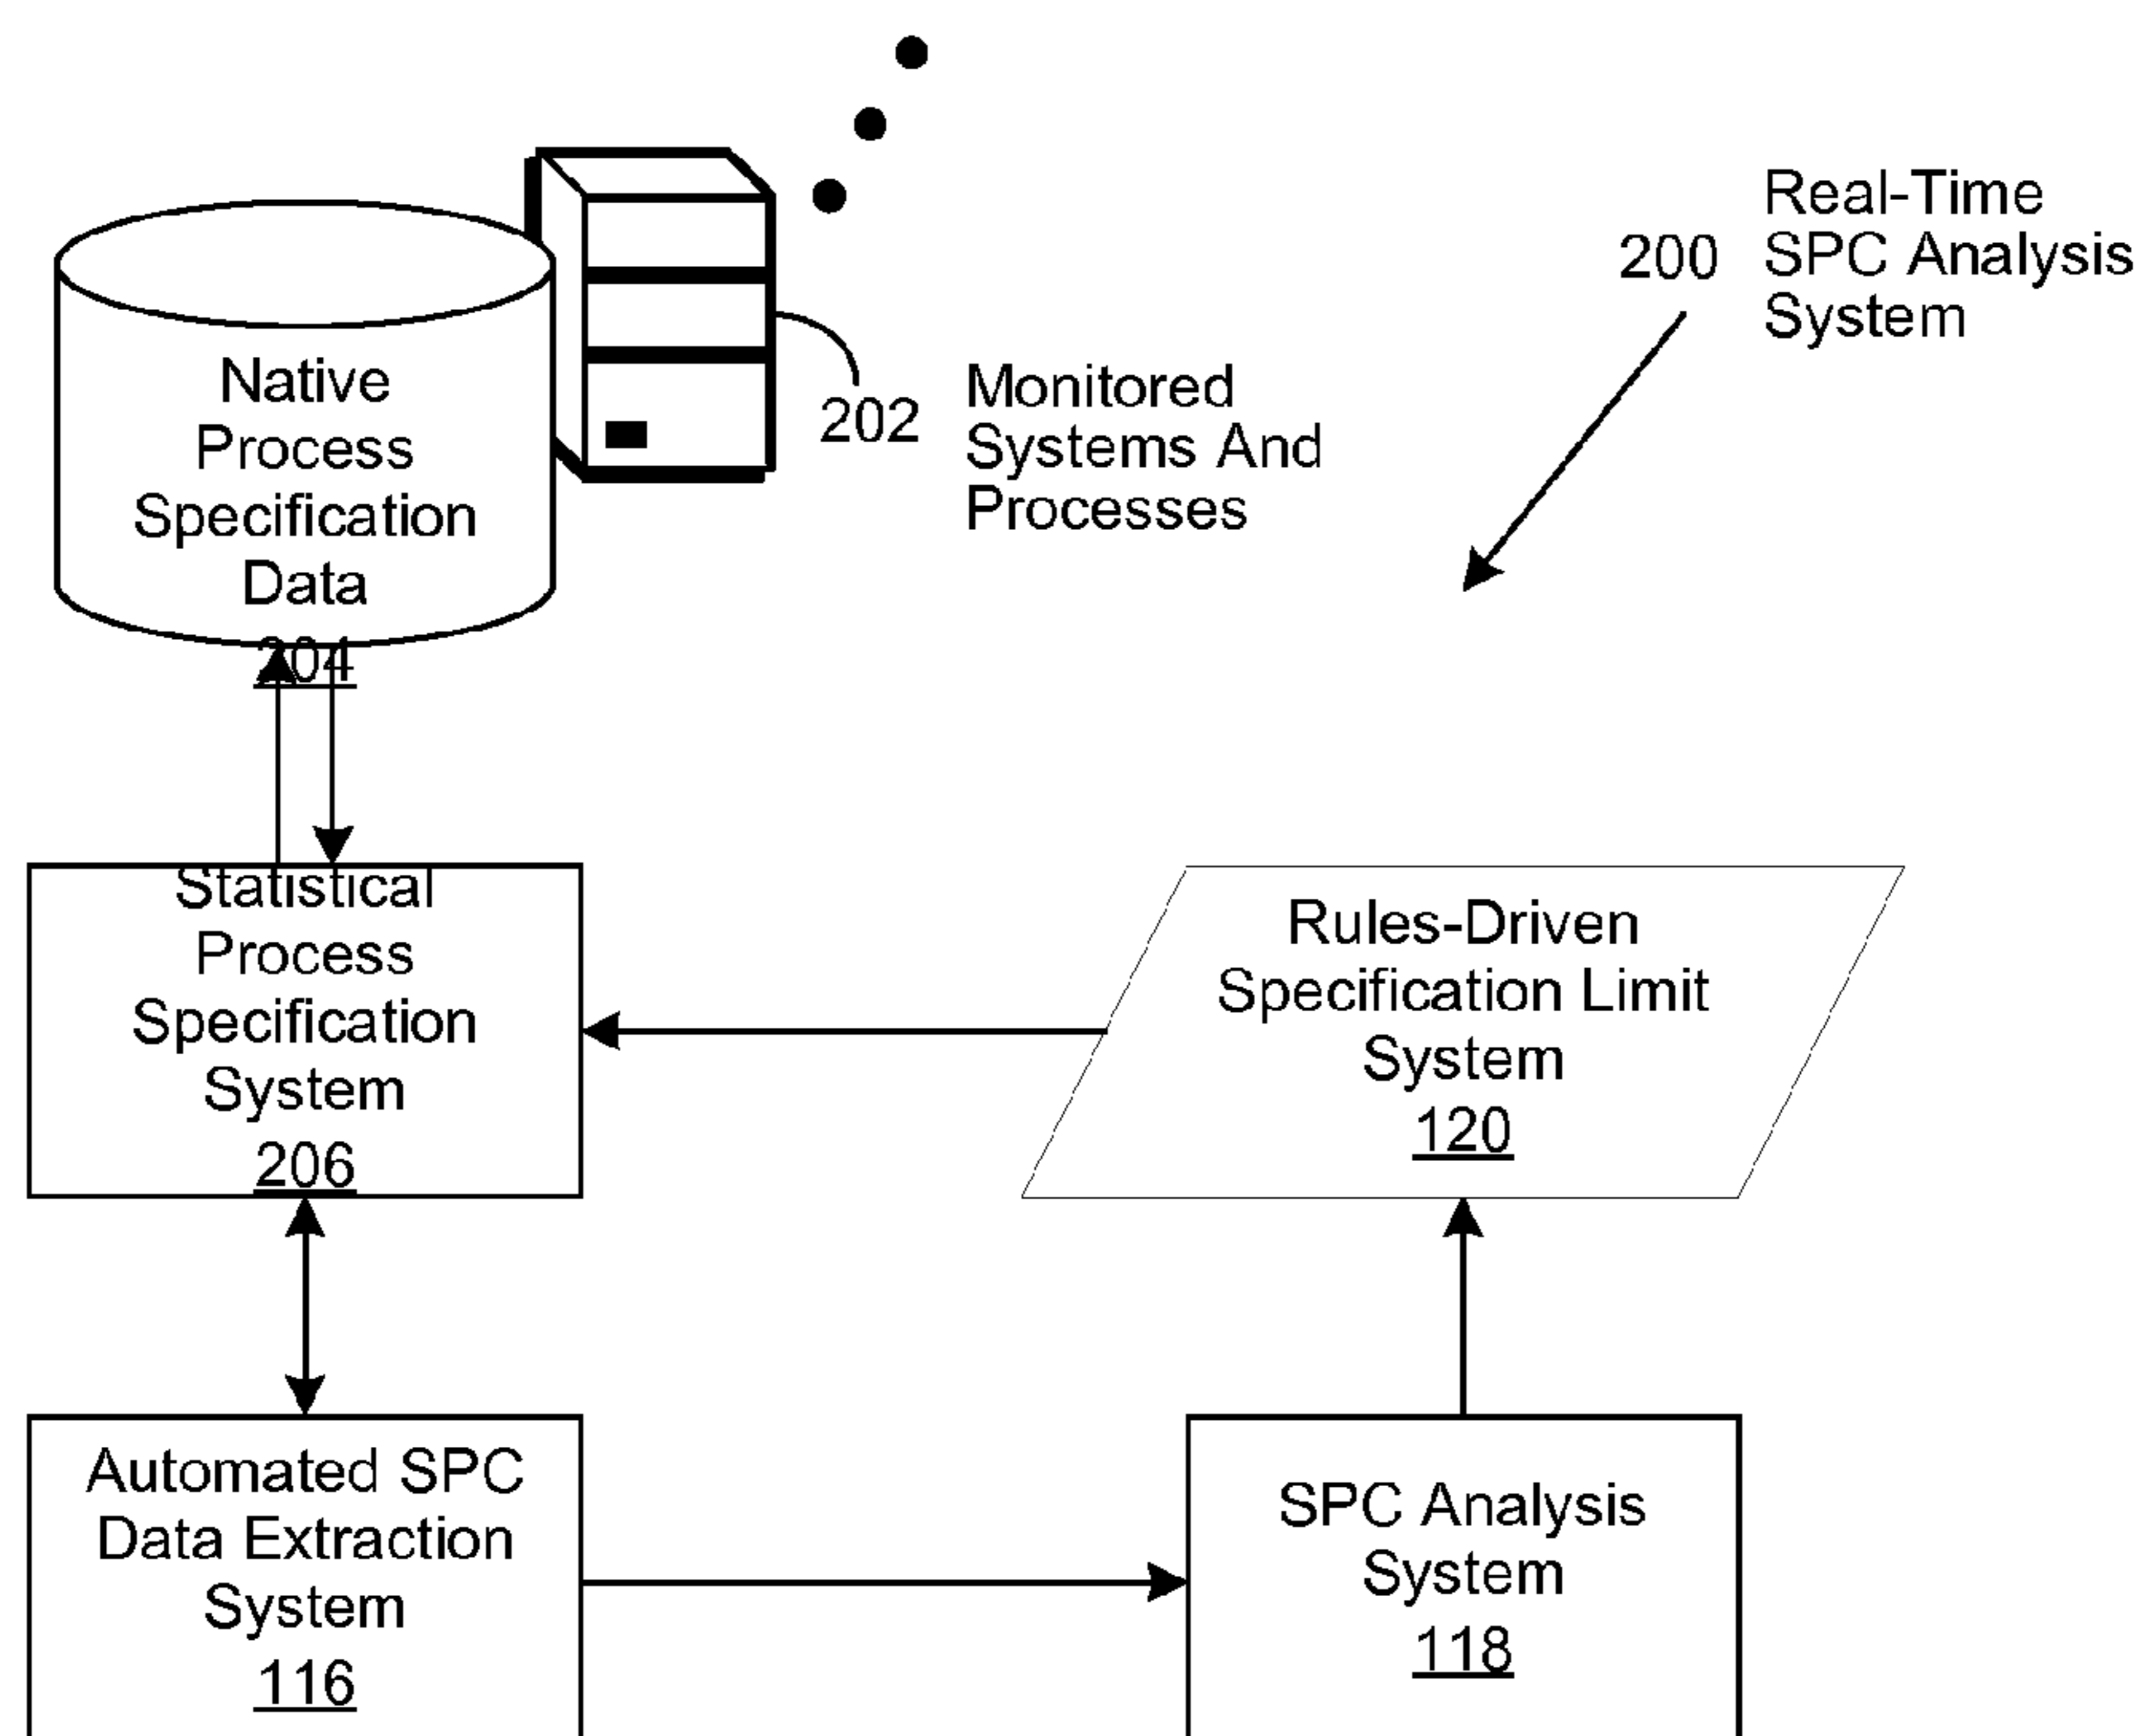 Real-Time
SPC Analysis
System
200
Native
Process
Specification
Data
204
202
Monitored
Systems And
Processes
Statistical
Process
Specification
System
206
Rules-Driven
Specification Limit
System
120
Automated SPC
Data Extraction
System
116
SPC Analysis
System
118